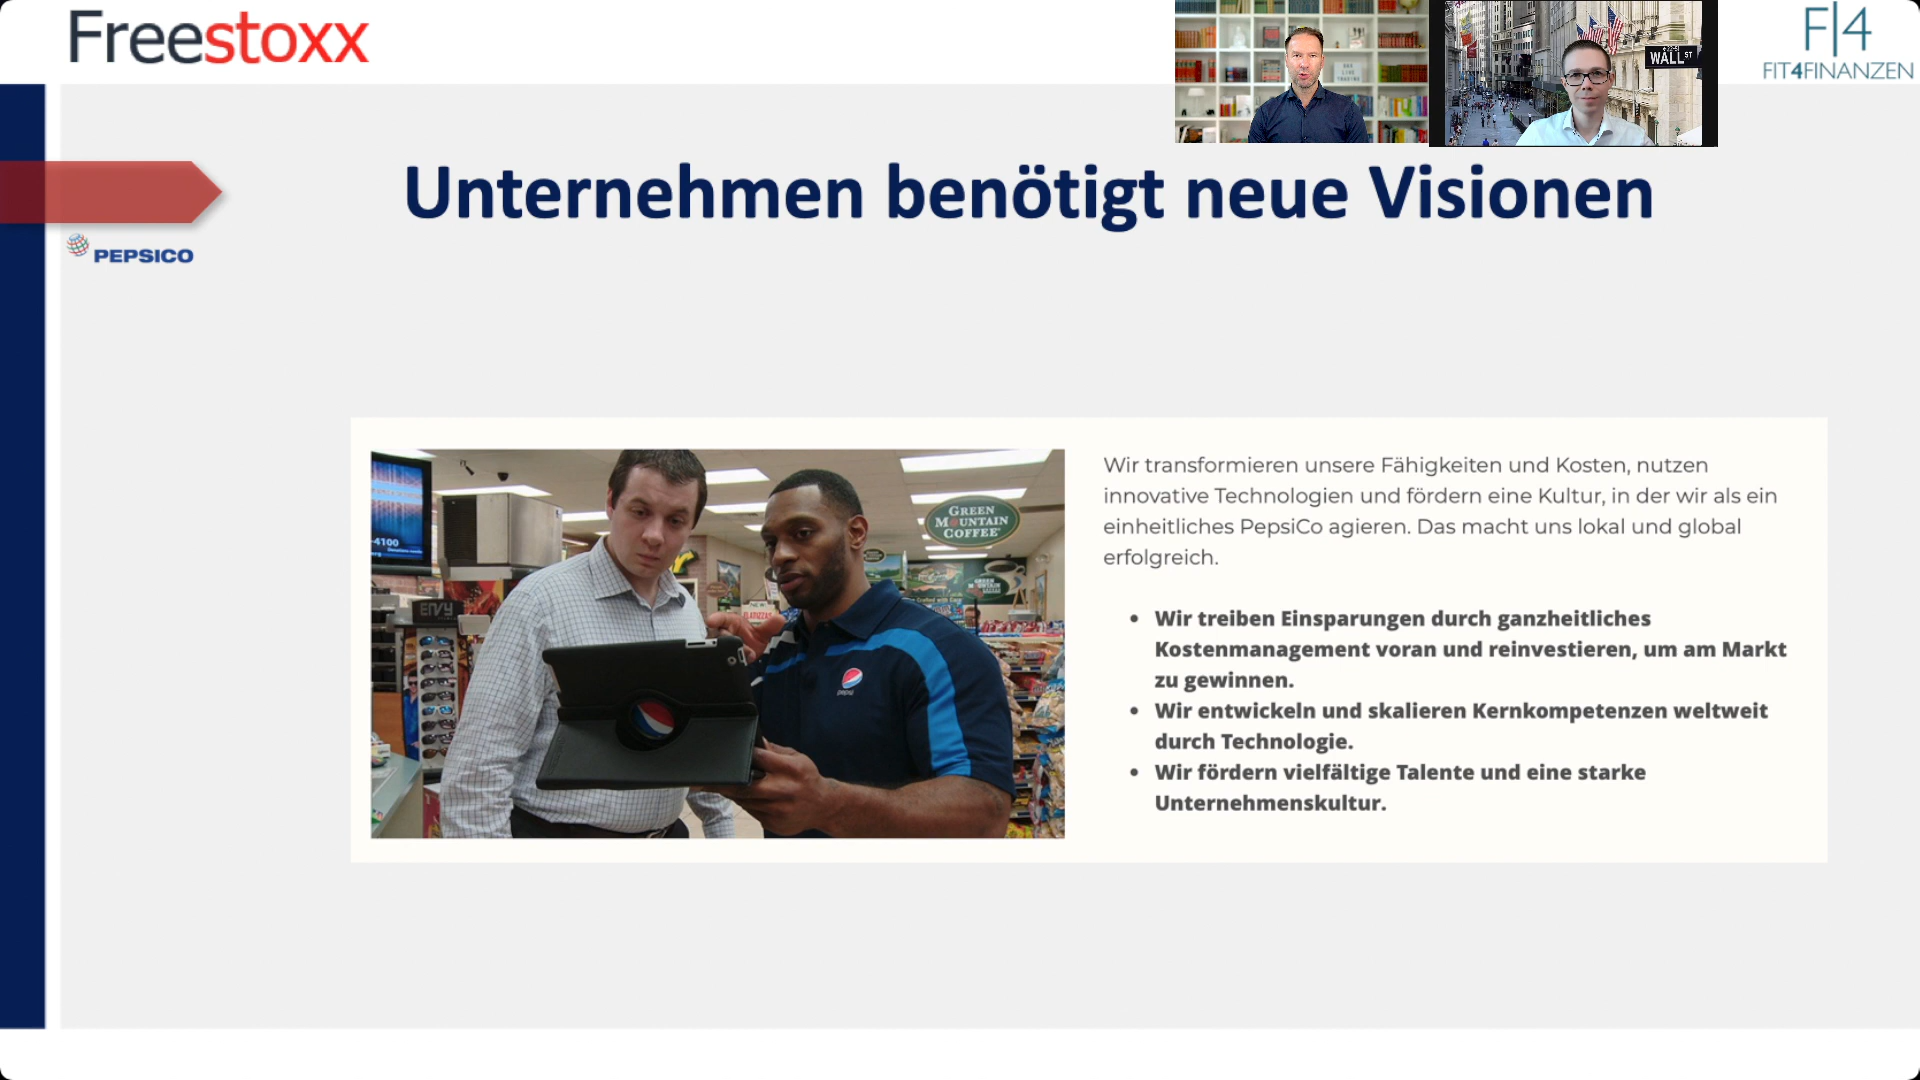 Freestoxx
WALL ST
F|4
FIT4FINANZEN
Unternehmen benötigt neue Visionen
PEPSICO
GREEN
MOUNTAIN
COFFEE
-4100
ENVY
pepsi
Wir transformieren unsere Fähigkeiten und Kosten, nutzen
innovative Technologien und fördern eine Kultur, in der wir als ein
einheitliches PepsiCo agieren. Das macht uns lokal und global
erfolgreich.
• Wir treiben Einsparungen durch ganzheitliches
Kostenmanagement voran und reinvestieren, um am Markt
zu gewinnen.
• Wir entwickeln und skalieren Kernkompetenzen weltweit
durch Technologie.
• Wir fördern vielfältige Talente und eine starke
Unternehmenskultur.